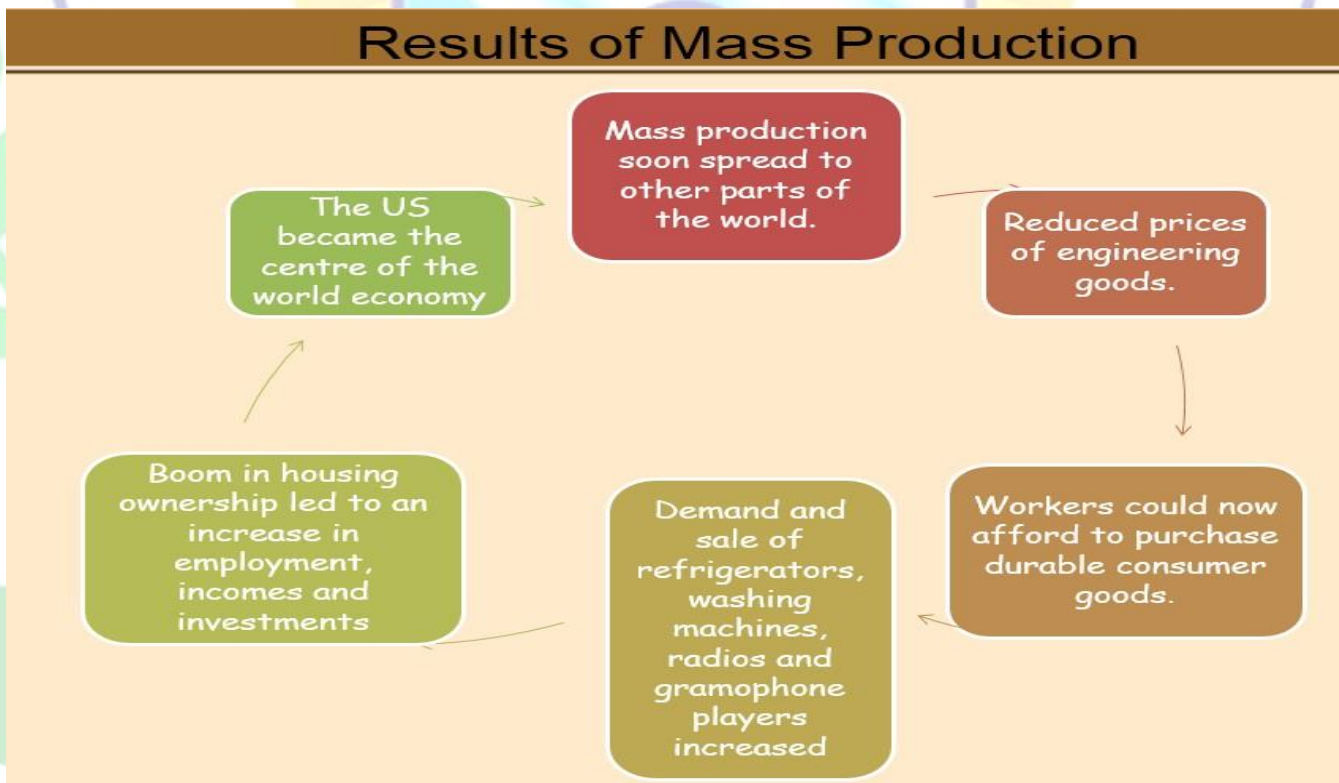 Results of Mass Production
Mass production
soon spread to
other parts of
the world.
Reduced prices
of engineering
goods.
Workers could now
afford to purchase
durable consumer
goods.
Demand and
sale of
refrigerators,
washing
machines,
radios and
gramophone
players
increased
Boom in housing
ownership led to an
increase in
employment,
incomes and
investments
The US
became the
centre of the
world economy